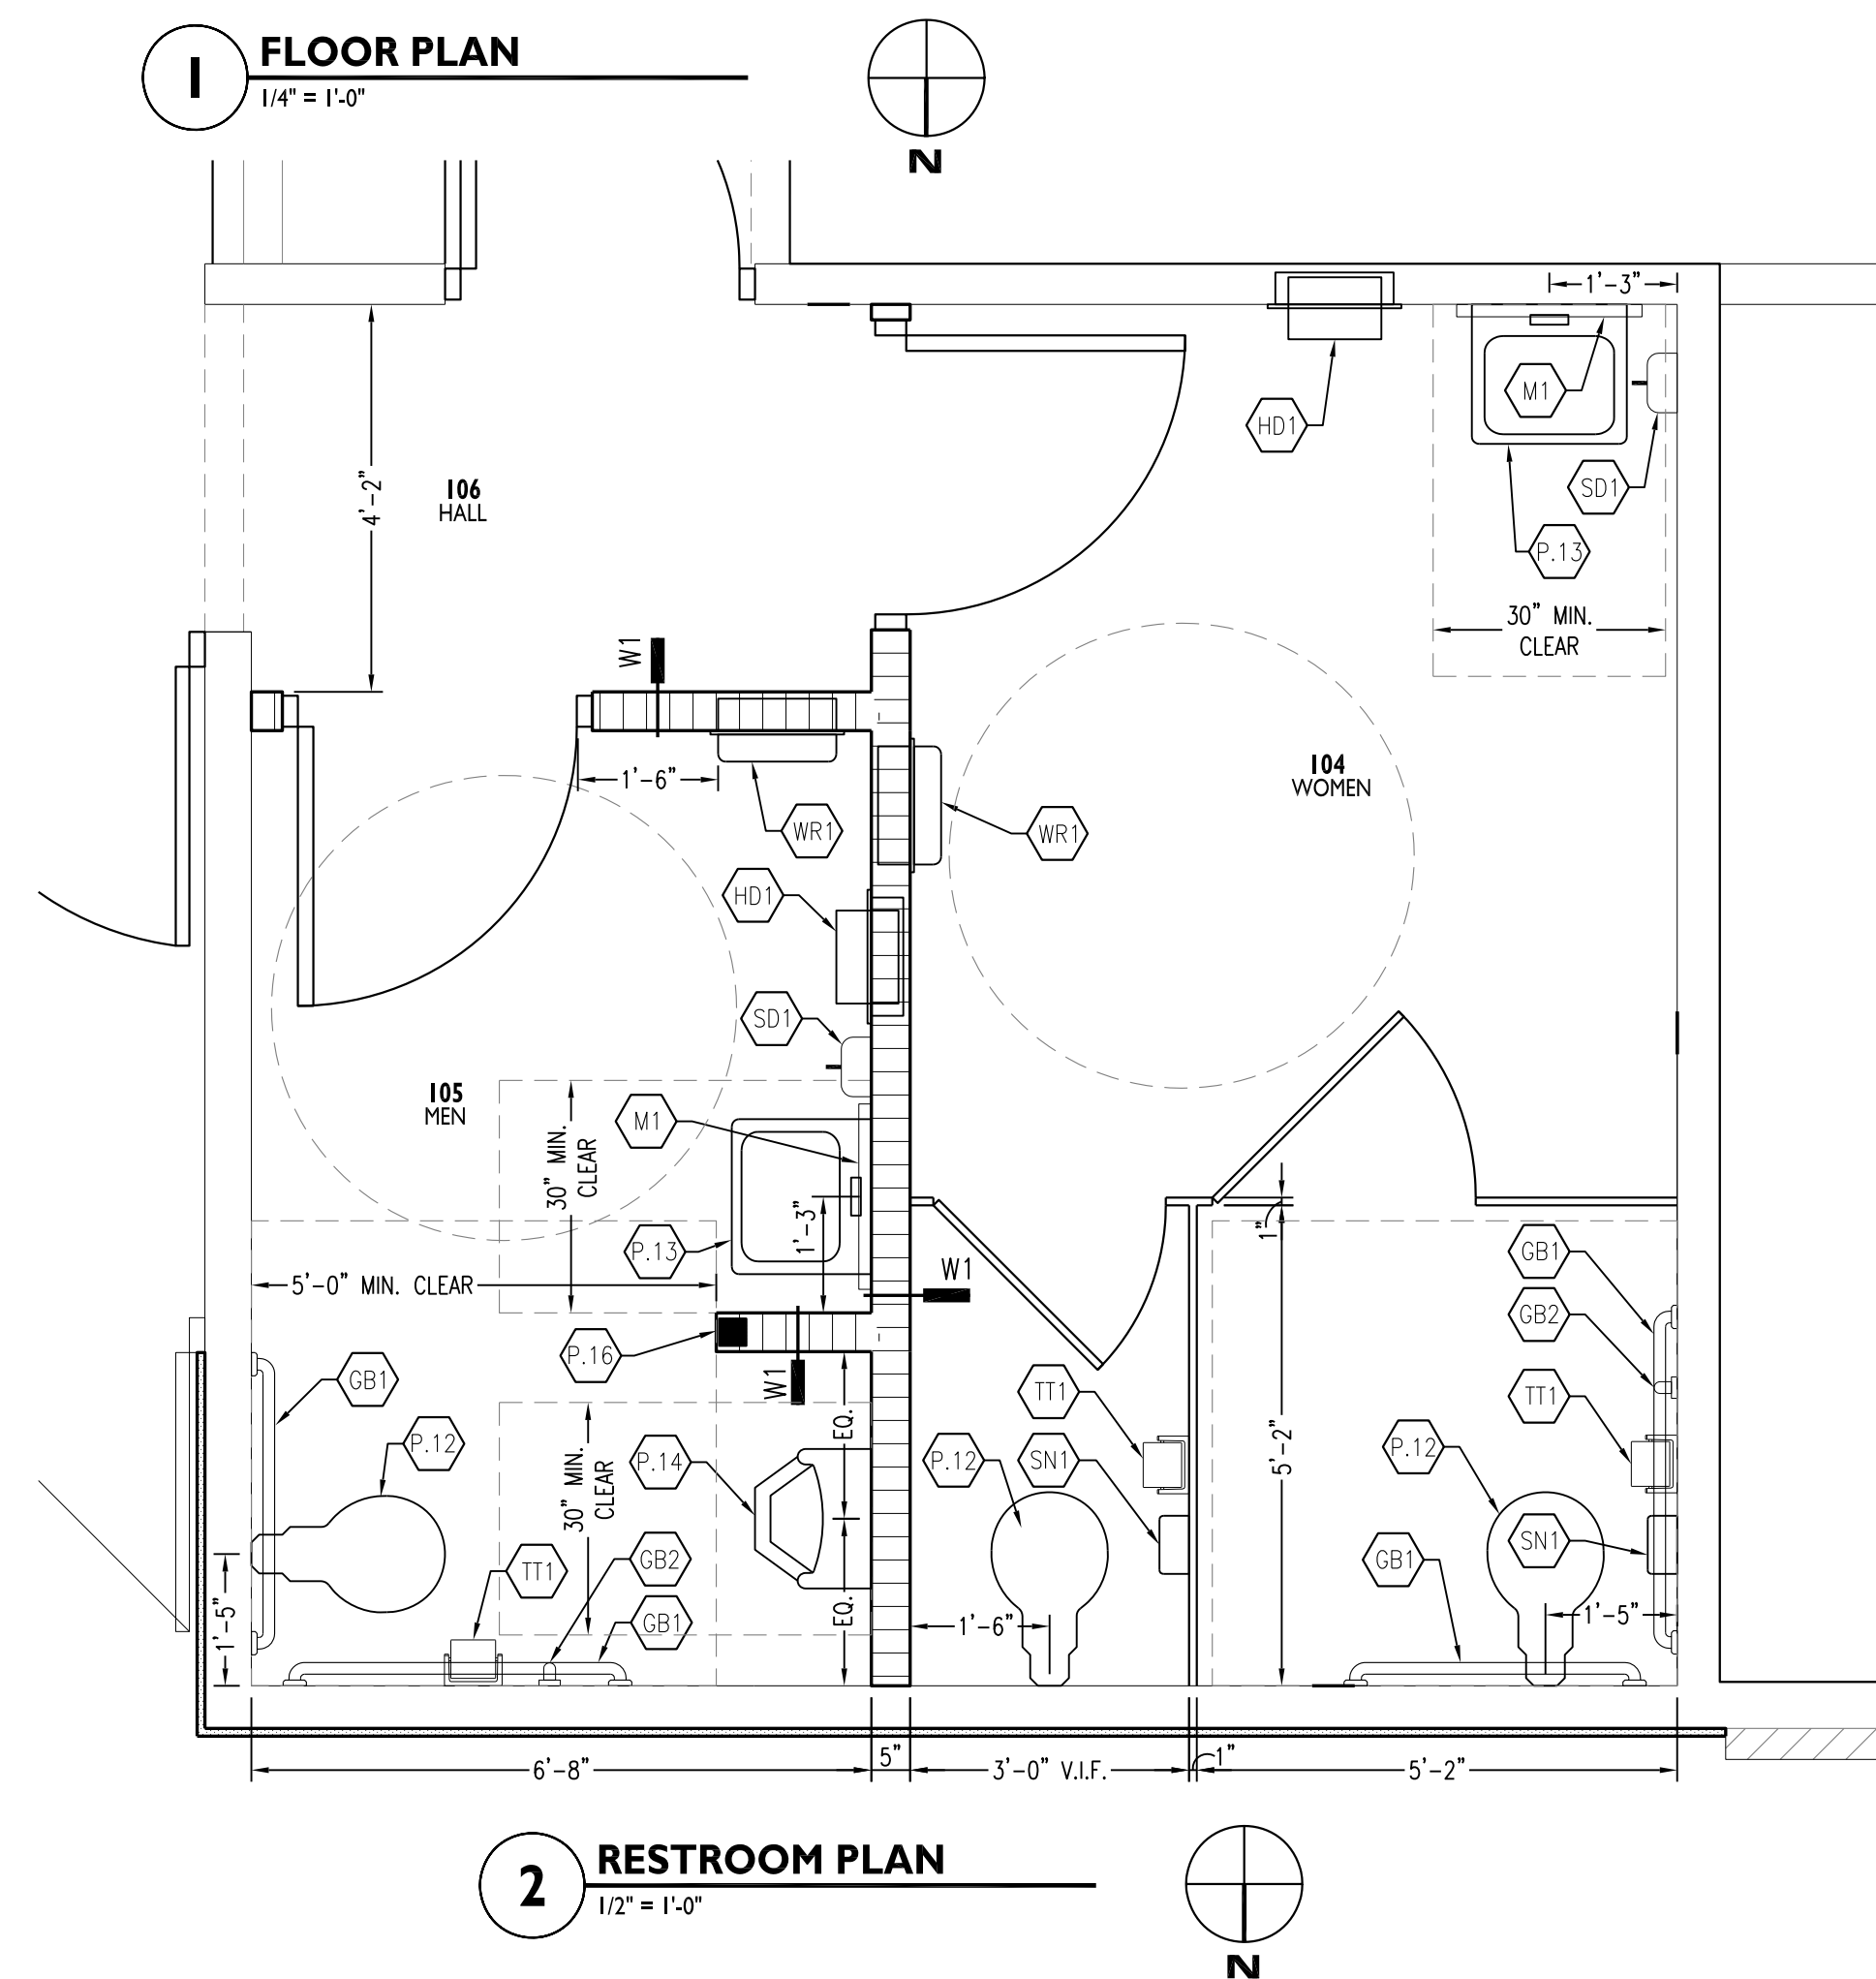 1
FLOOR PLAN
1/4" = 1'-0"
N
1'-3"
M1
HD1
SD1
P.13
4'-2"
106
HALL
30" MIN.
CLEAR
W1
1'-6"
104
WOMEN
WR1
WR1
HD1
SD1
105
MEN
M1
30" MIN.
CLEAR
1'-3"
P.13
1"
GB1
5'-0" MIN. CLEAR
W1
GB2
P.16
GB1
W1
TT1
TT1
EQ.
P.12
P.14
P.12
SN1
5'-2"
P.12
30" MIN.
CLEAR
SN1
TT1
GB2
GB1
1'-5"
GB1
EQ.
1'-6"
1'-5"
6'-8"
5"
3'-0" V.I.F.
1"
5'-2"
2
RESTROOM PLAN
1/2" = 1'-0"
N